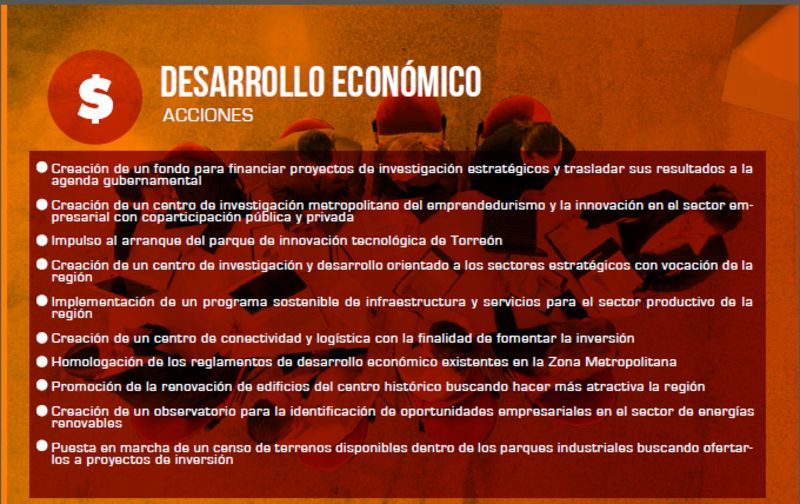 $
DESARROLLO ECONÓMICO
ACCIONES
Creación de un fondo para financiar proyectos de investigación estratégicos y trasladar sus resultados a la
agenda gubernamental
Creación de un centro de investigación metropolitano del emprendedurismo y la innovación en el sector em-
presarial con coparticipación pública y privada
Impulso al arranque del parque de innovación tecnológica de Torreón
Creación de un centro de investigación y desarrollo orientado a los sectores estratégicos con vocación de la
región
Implementación de un programa sostenible de infraestructura y servicios para el sector productivo de la
región
Creación de un centro de conectividad y logística con la finalidad de fomentar la inversión
Homologación de los reglamentos de desarrollo económico existentes en la Zona Metropolitana
Promoción de la renovación de edificios del centro histórico buscando hacer más atractiva la región
Creación de un observatorio para la identificación de oportunidades empresariales en el sector de energías
renovables
Puesta en marcha de un censo de terrenos disponibles dentro de los parques industriales buscando ofertar-
los a proyectos de inversión